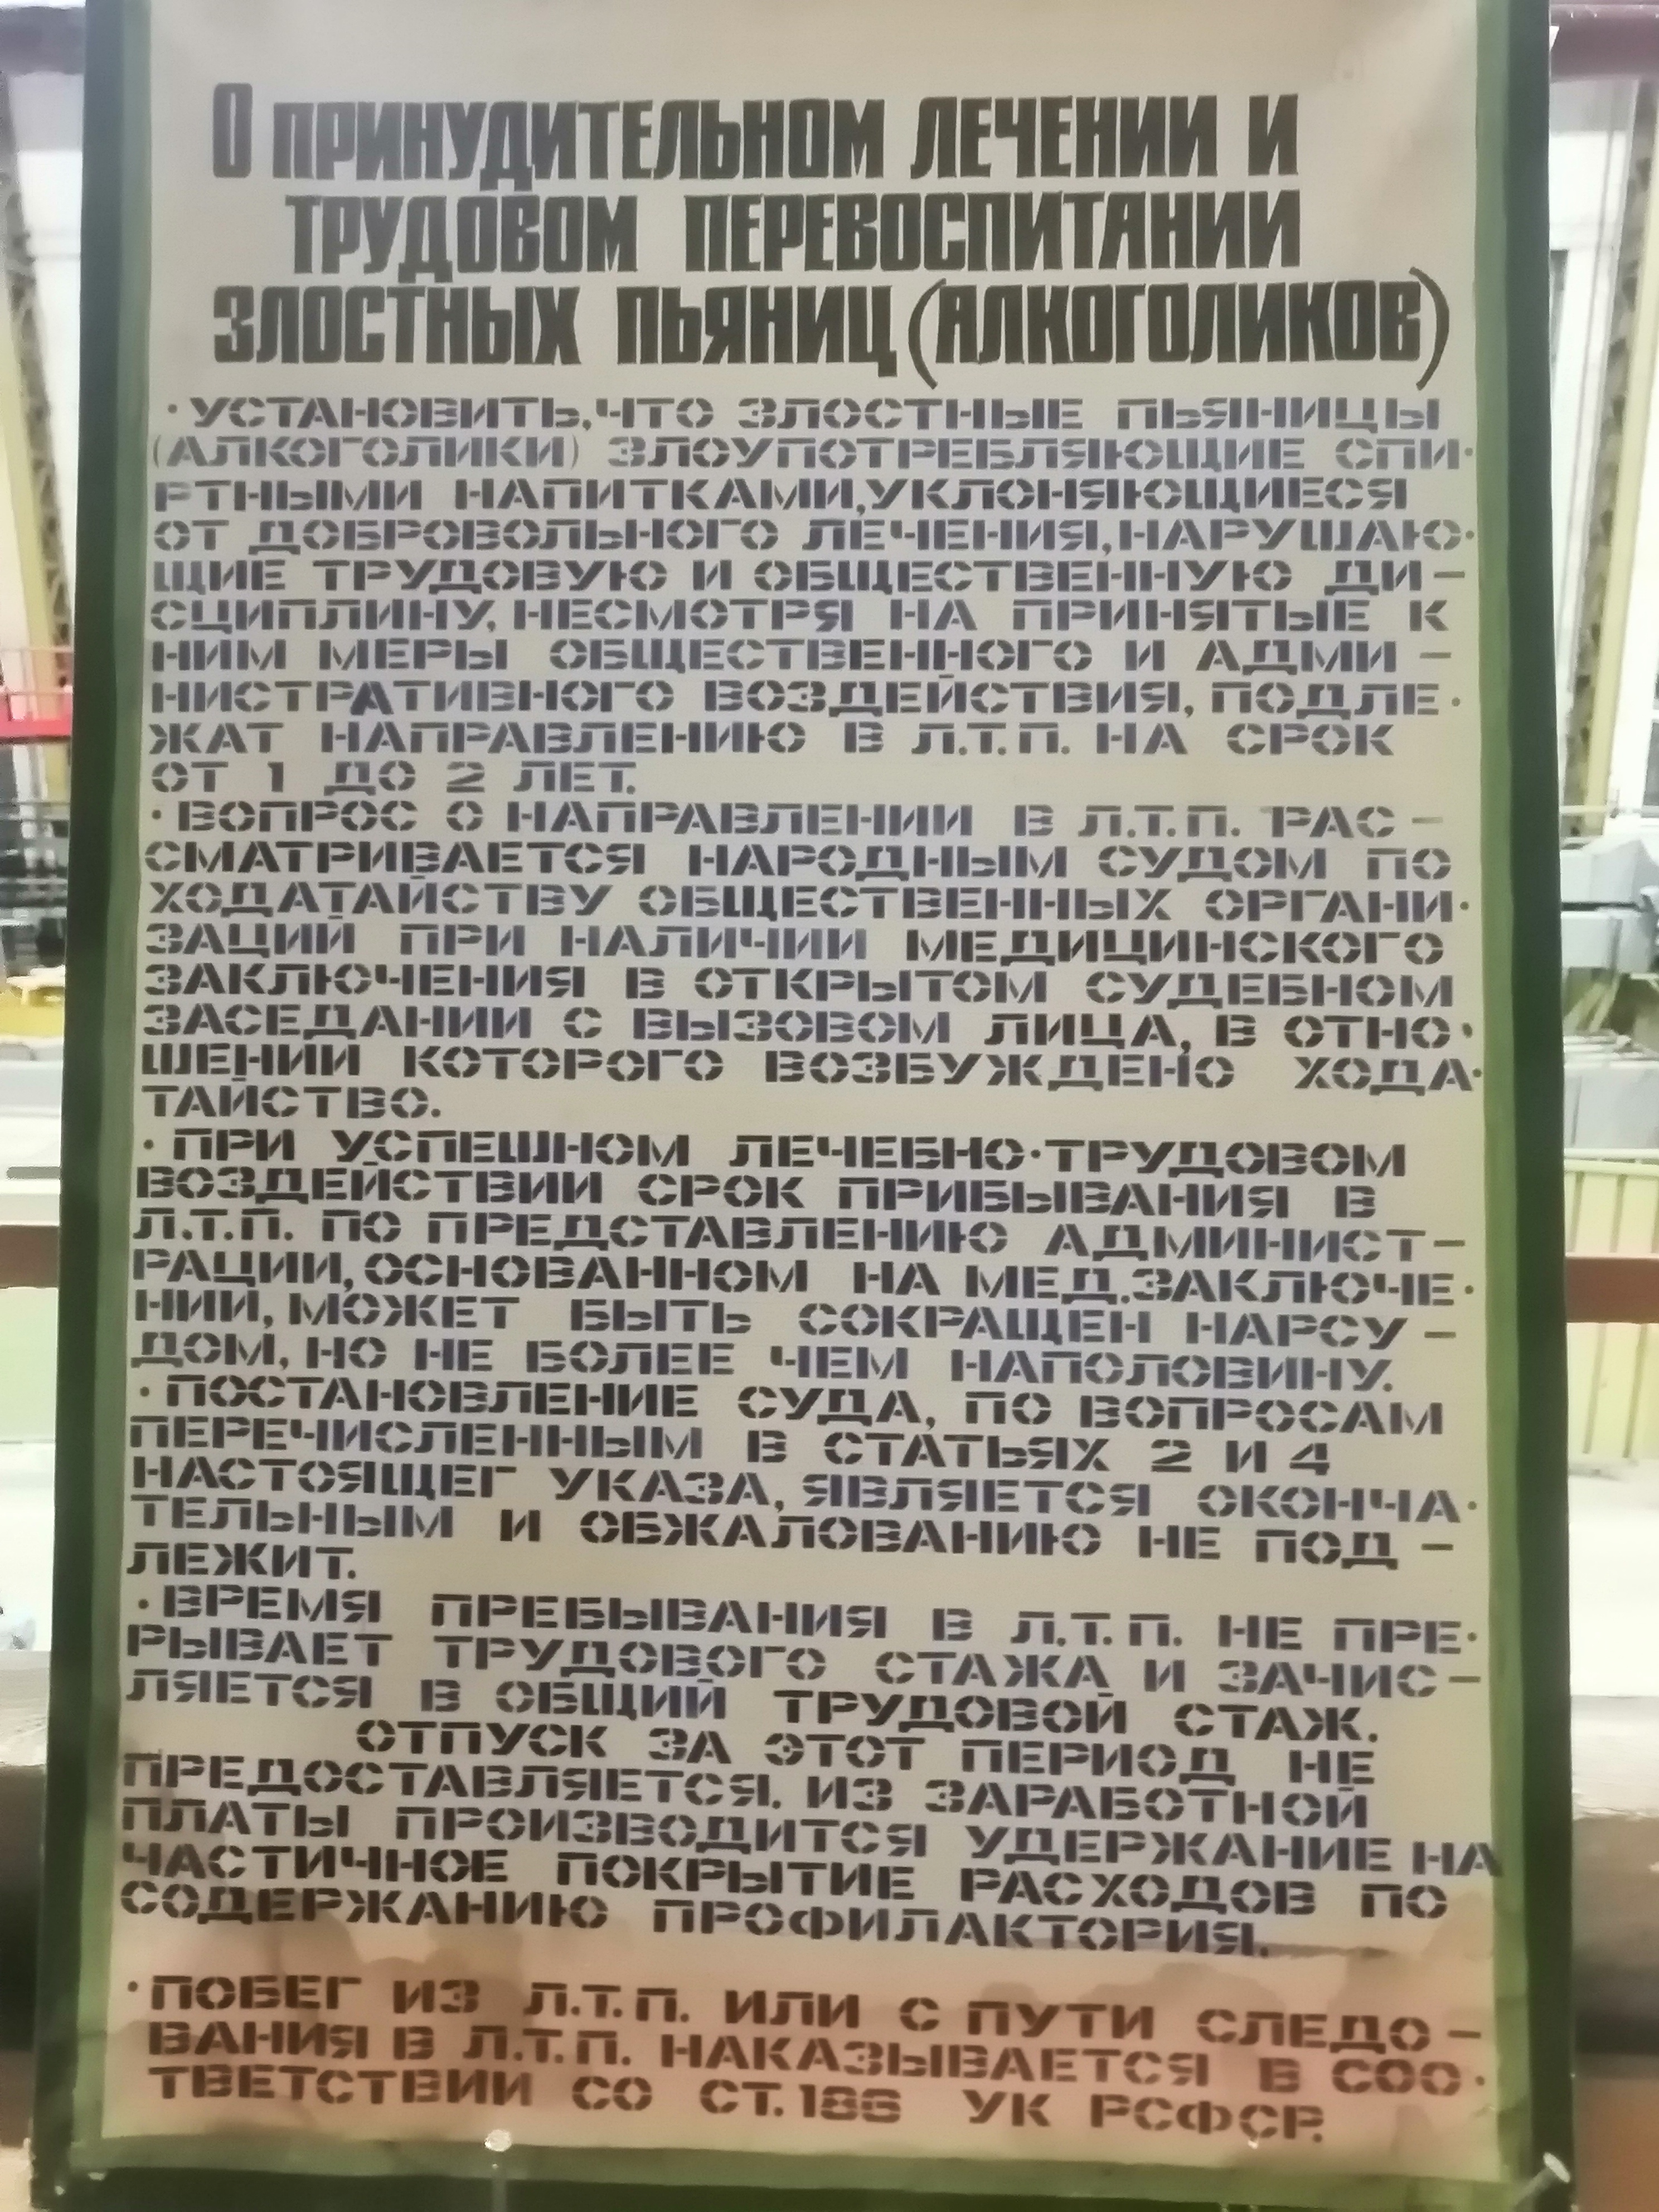 О ПРИНУДИТЕЛЬНОМ ЛЕЧЕНИИ И
ТРУДОВОМ ПЕРЕВОСПИТАНИИ
ЗЛОСТНЫХ ПЬЯНИЦ (АЛКОГОЛИКОВ)
·УСТАНОВИТЬ,ЧТО ЗЛОСТНЫЕ ПЬЯНИЦЫ
(АЛКОГОЛИКИ) ЗЛОУПОТРЕБЛЯЮЩИЕ СПИ-
РТНЫМИ НАПИТКАМИ,УКЛОНЯЮЩИЕСЯ
ОТ ДОБРОВОЛЬНОГО ЛЕЧЕНИЯ,НАРУШАЮ-
ЩИЕ ТРУДОВУЮ И ОБЩЕСТВЕННУЮ ДИ-
СЦИПЛИНУ, НЕСМОТРЯ НА ПРИНЯТЫЕ К
НИМ МЕРЫ ОБЩЕСТВЕННОГО И АДМИ-
НИСТРАТИВНОГО ВОЗДЕЙСТВИЯ, ПОДЛЕ-
ЖАТ НАПРАВЛЕНИЮ В Л.Т.П. НА СРОК
ОТ 1 ДО 2 ЛЕТ.
·ВОПРОС О НАПРАВЛЕНИИ В Л.Т.П. РАС-
СМАТРИВАЕТСЯ НАРОДНЫМ СУДОМ ПО
ХОДАТАЙСТВУ ОБЩЕСТВЕННЫХ ОРГАНИ-
ЗАЦИЙ ПРИ НАЛИЧИИ МЕДИЦИНСКОГО
ЗАКЛЮЧЕНИЯ В ОТКРЫТОМ СУДЕБНОМ
ЗАСЕДАНИИ С ВЫЗОВОМ ЛИЦА, В ОТНО-
ШЕНИИ КОТОРОГО ВОЗБУЖДЕНО ХОДА-
ТАЙСТВО.
·ПРИ УСПЕШНОМ ЛЕЧЕБНО-ТРУДОВОМ
ВОЗДЕЙСТВИИ СРОК ПРИБЫВАНИЯ В
Л.Т.П. ПО ПРЕДСТАВЛЕНИЮ АДМИНИСТ-
РАЦИИ, ОСНОВАННОМ НА МЕД.ЗАКЛЮЧЕ-
НИИ, МОЖЕТ БЫТЬ СОКРАЩЕН НАРСУ-
ДОМ, НО НЕ БОЛЕЕ ЧЕМ НАПОЛОВИНУ.
·ПОСТАНОВЛЕНИЕ СУДА, ПО ВОПРОСАМ
ПЕРЕЧИСЛЕННЫМ В СТАТЬЯХ 2 И 4
НАСТОЯЩЕГ УКАЗА, ЯВЛЯЕТСЯ ОКОНЧА-
ТЕЛЬНЫМ И ОБЖАЛОВАНИЮ НЕ ПОД-
ЛЕЖИТ.
·ВРЕМЯ ПРЕБЫВАНИЯ В Л.Т.П. НЕ ПРЕ-
РЫВАЕТ ТРУДОВОГО СТАЖА И ЗАЧИС-
ЛЯЕТСЯ В ОБЩИЙ ТРУДОВОЙ СТАЖ.
ОТПУСК ЗА ЭТОТ ПЕРИОД НЕ
ПРЕДОСТАВЛЯЕТСЯ. ИЗ ЗАРАБОТНОЙ
ПЛАТЫ ПРОИЗВОДИТСЯ УДЕРЖАНИЕ НА
ЧАСТИЧНОЕ ПОКРЫТИЕ РАСХОДОВ ПО
СОДЕРЖАНИЮ ПРОФИЛАКТОРИЯ.
·ПОБЕГ ИЗ Л.Т.П. ИЛИ С ПУТИ СЛЕДО-
ВАНИЯ В Л.Т.П. НАКАЗЫВАЕТСЯ В СОО-
ТВЕТСТВИИ СО СТ.186 УК РСФСР.